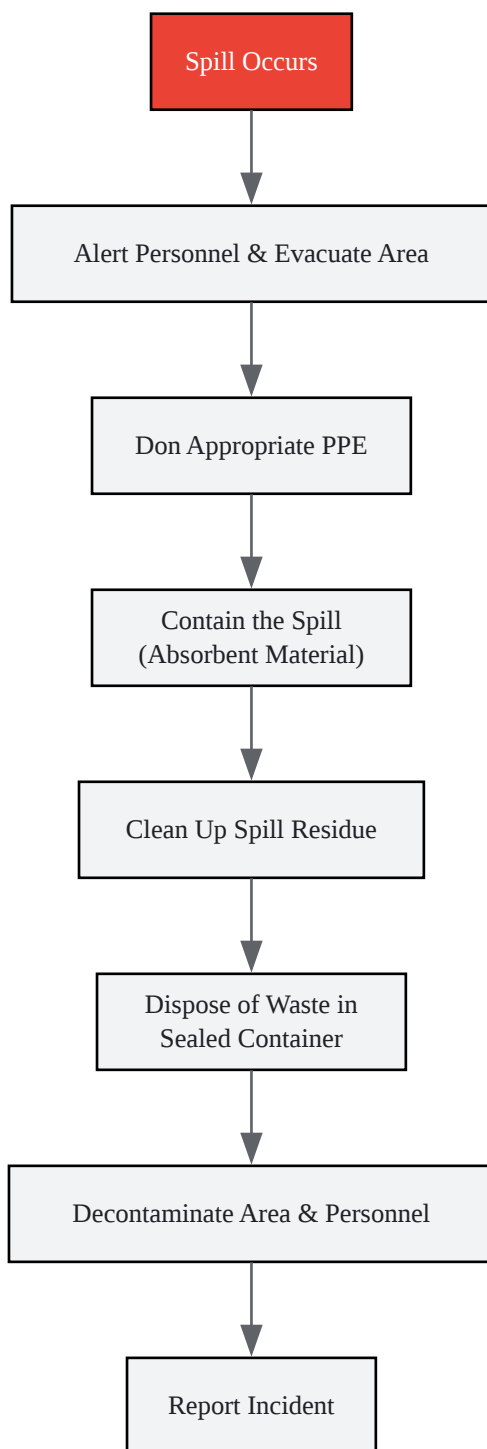 Spill Occurs
Alert Personnel & Evacuate Area
Don Appropriate PPE
Contain the Spill
(Absorbent Material)
Clean Up Spill Residue
Dispose of Waste in
Sealed Container
Decontaminate Area & Personnel
Report Incident